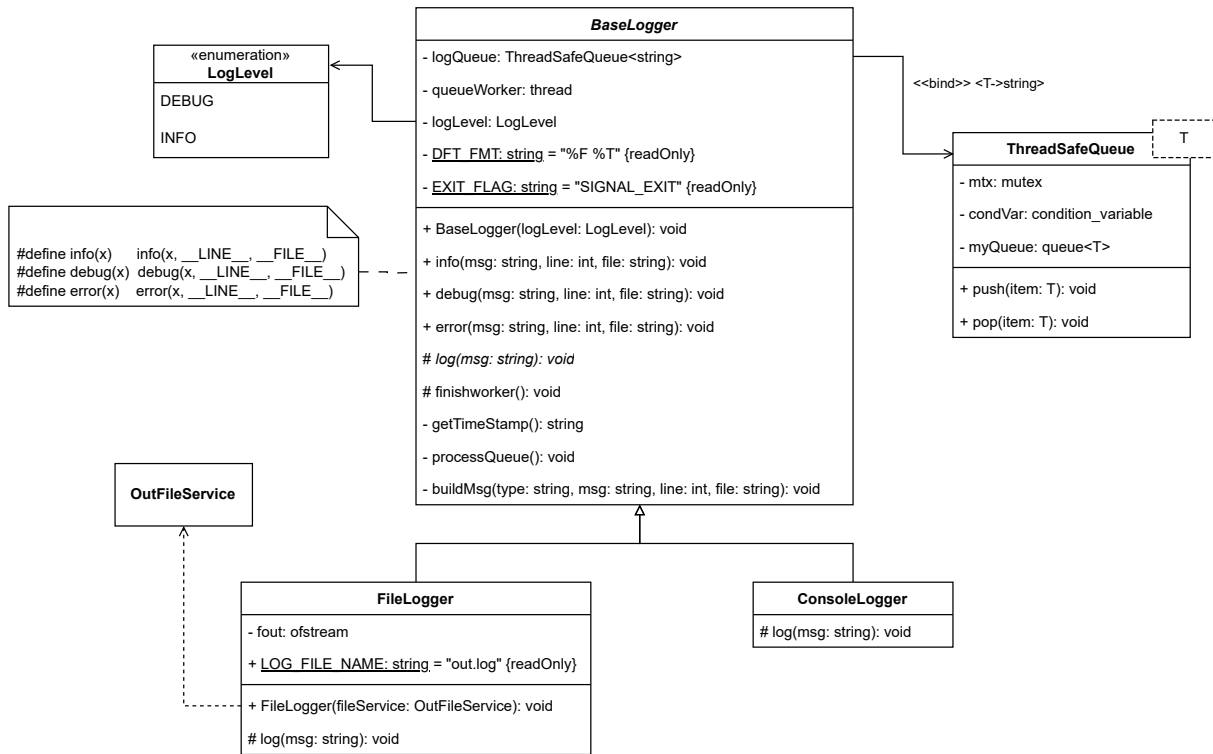 BaseLogger
- logQueue: ThreadSafeQueue<string>
- queueWorker: thread
- logLevel: LogLevel
- DFT_FMT: string = "%F %T" {readOnly}
- EXIT_FLAG: string = "SIGNAL_EXIT" {readOnly}
+ BaseLogger(logLevel: LogLevel): void
+ info(msg: string, line: int, file: string): void
+ debug(msg: string, line: int, file: string): void
+ error(msg: string, line: int, file: string): void
# log(msg: string): void
# finishworker(): void
- getTimeStamp(): string
- processQueue(): void
- buildMsg(type: string, msg: string, line: int, file: string): void
«enumeration»
LogLevel
DEBUG
INFO
<<bind>> <T->string>
T
ThreadSafeQueue
- mtx: mutex
- condVar: condition_variable
- myQueue: queue<T>
+ push(item: T): void
+ pop(item: T): void
#define info(x) info(x, __LINE__, __FILE__)
#define debug(x) debug(x, __LINE__, __FILE__)
#define error(x) error(x, __LINE__, __FILE__)
OutFileService
FileLogger
- fout: ofstream
+ LOG_FILE_NAME: string = "out.log" {readOnly}
+ FileLogger(fileService: OutFileService): void
# log(msg: string): void
ConsoleLogger
# log(msg: string): void